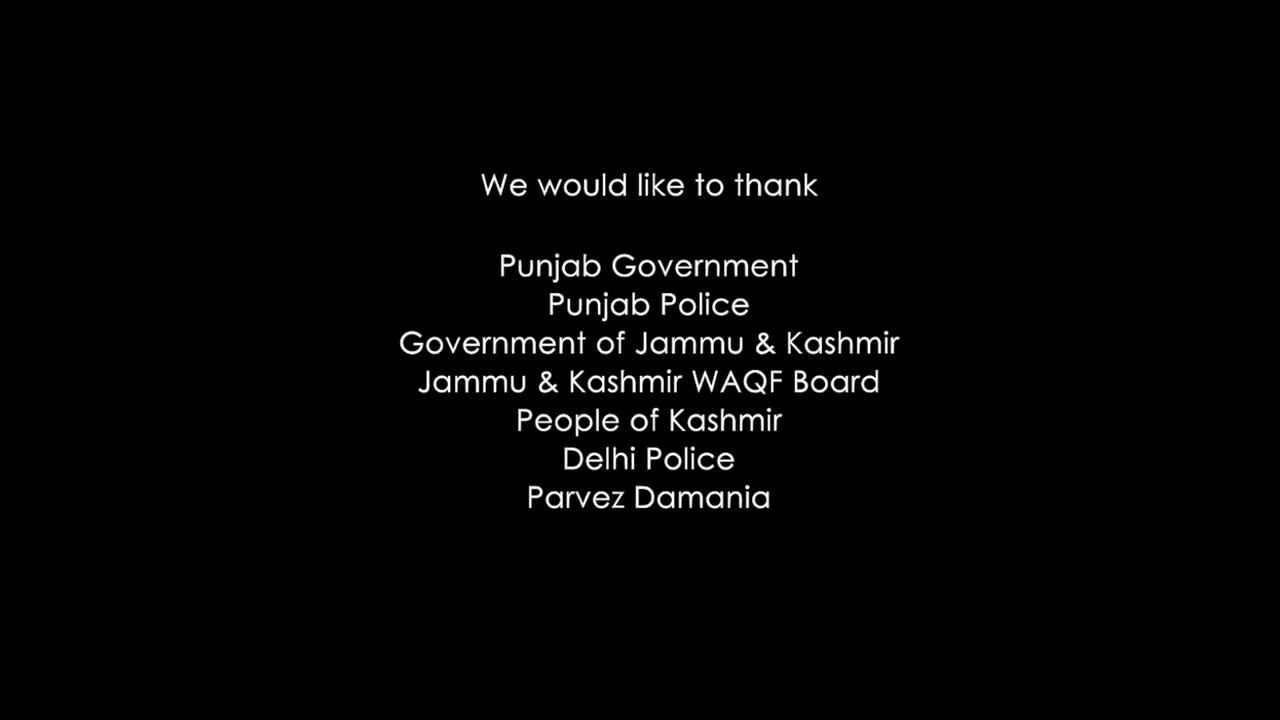 We would like to thank
Punjab Government
Punjab Police
Government of Jammu & Kashmir
Jammu & Kashmir WAQF Board
People of Kashmir
Delhi Police
Parvez Damania